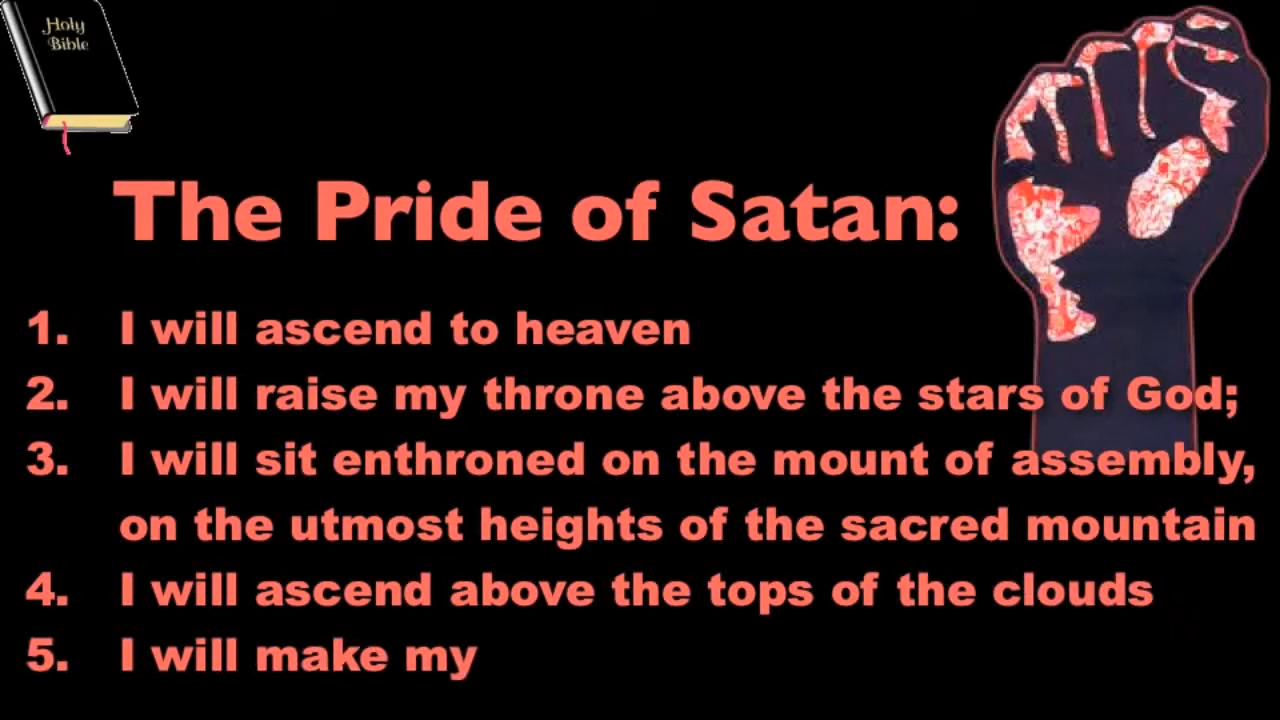 Holy
Bible
The Pride of Satan:
1. I will ascend to heaven
2. I will raise my throne above the stars of God;
3. I will sit enthroned on the mount of assembly,
on the utmost heights of the sacred mountain
4. I will ascend above the tops of the clouds
5. I will make my